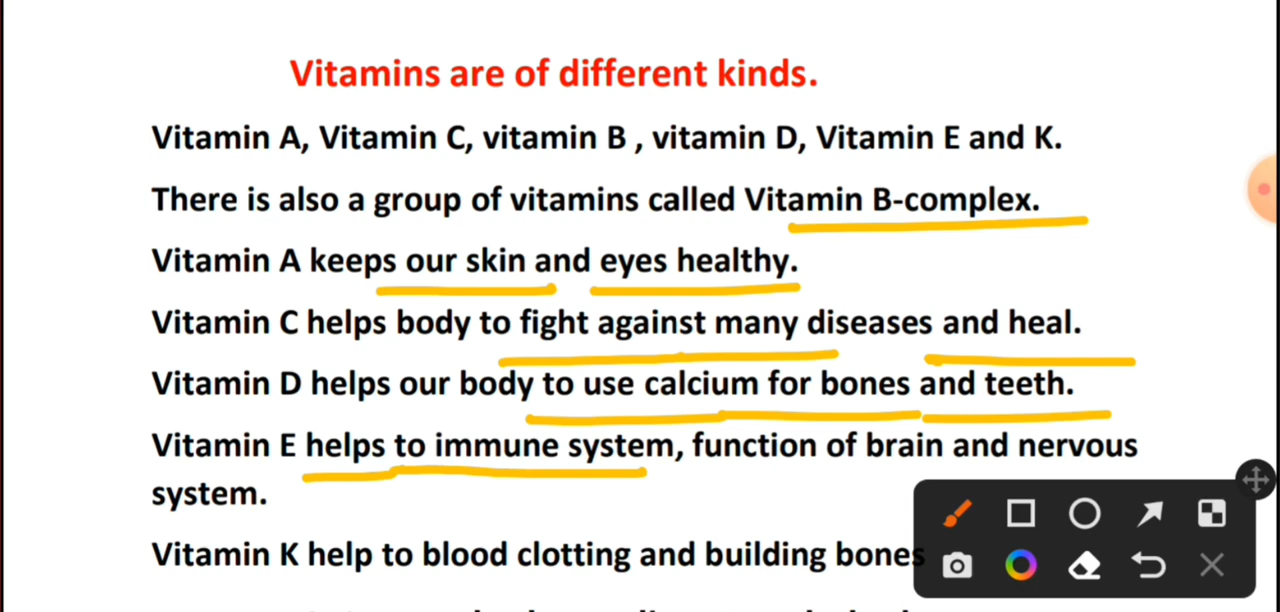 Vitamins are of different kinds.
Vitamin A, Vitamin C, vitamin B , vitamin D, Vitamin E and K.
There is also a group of vitamins called Vitamin B-complex.
Vitamin A keeps our skin and eyes healthy.
Vitamin C helps body to fight against many diseases and heal.
Vitamin D helps our body to use calcium for bones and teeth.
Vitamin E helps to immune system, function of brain and nervous
system.
Vitamin K help to blood clotting and building bones